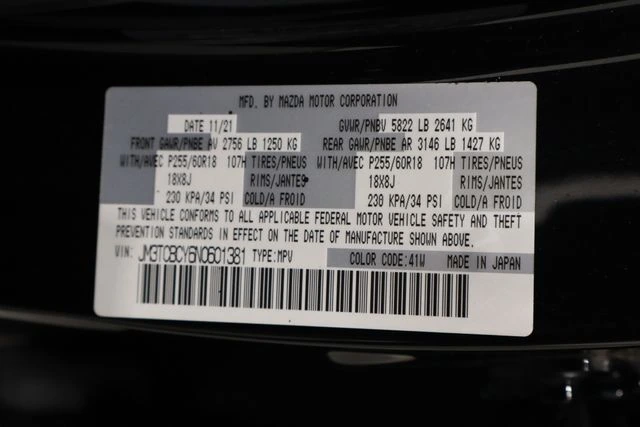 MFD. BY MAZDA MOTOR CORPORATION
DATE 11/21 GVWR/PNBV 5822 LB 2641 KG
FRONT GAWR/PNBE AV 2756 LB 1250 KG REAR GAWR/PNBE AR 3146 LB 1427 KG
WITH/AVEC P255/60R18 107H TIRES/PNEUS WITH/AVEC P255/60R18 107H TIRES/PNEUS
18X8J RIMS/JANTES 18X8J RIMS/JANTES
230 KPA/34 PSI COLD/A FROID 230 KPA/34 PSI COLD/A FROID
THIS VEHICLE CONFORMS TO ALL APPLICABLE FEDERAL MOTOR VEHICLE SAFETY AND THEFT
PREVENTION STANDARDS IN EFFECT ON THE DATE OF MANUFACTURE SHOWN ABOVE.
VIN: JM3TCBCY6N0601381 TYPE:MPV COLOR CODE:41W MADE IN JAPAN